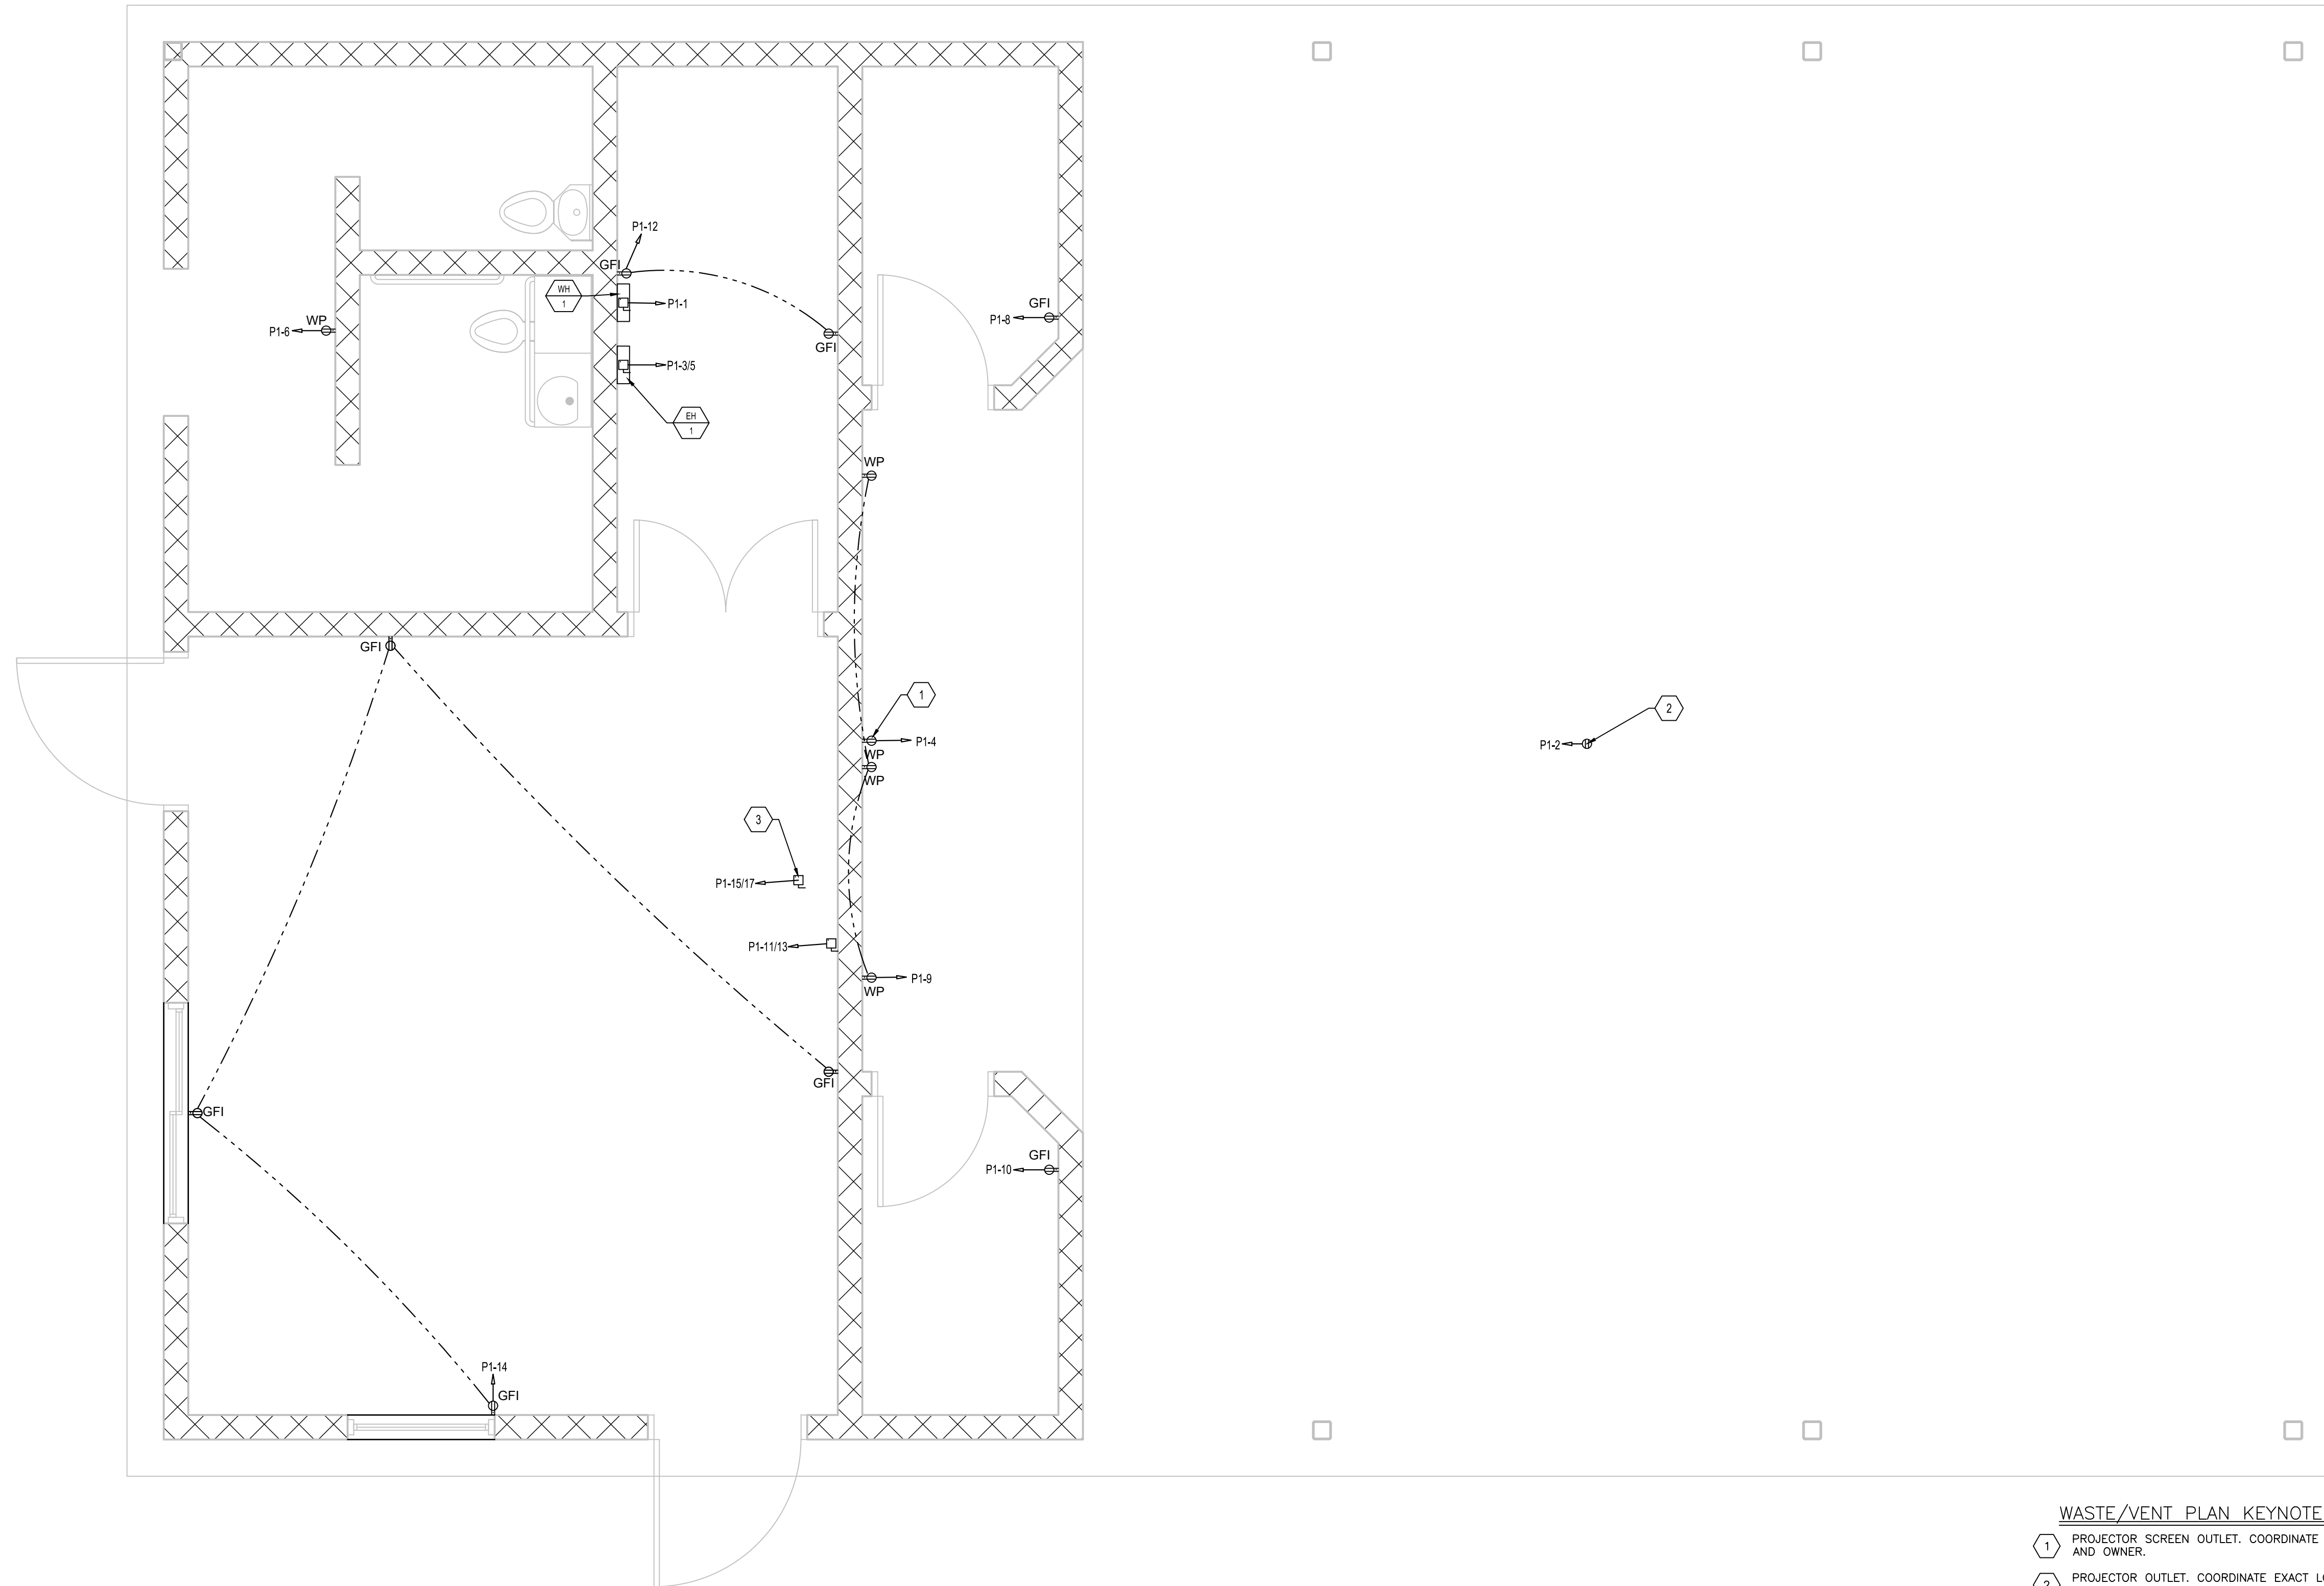 P1-12
GFI
WH
1
P1-1
GFI
P1-8
GFI
WP
P1-6
P1-3/5
EH
1
WP
GFI
1
2
P1-4
WP
P1-2
WP
3
P1-15/17
P1-11/13
P1-9
WP
GFI
GFI
GFI
P1-10
P1-14
GFI
WASTE/VENT PLAN KEYNOTE
1 PROJECTOR SCREEN OUTLET. COORDINATE
AND OWNER.
2 PROJECTOR OUTLET. COORDINATE EXACT